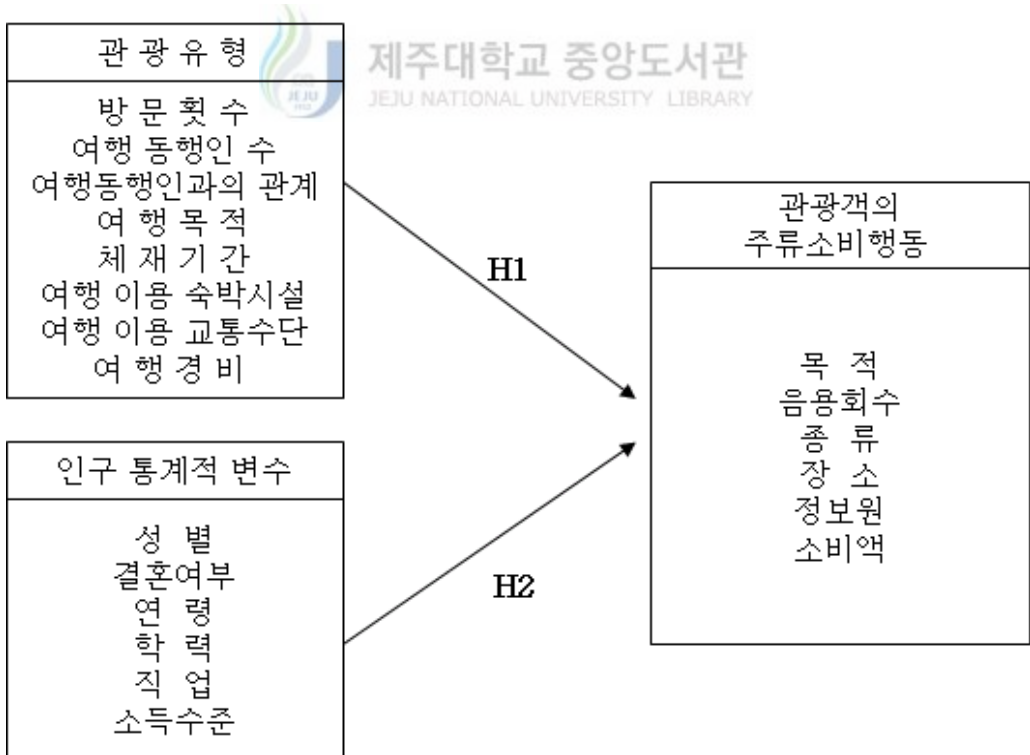 제주대학교 중앙도서관
JEJU NATIONAL UNIVERSITY LIBRARY
관 광 유 형
방 문 횟 수
여행 동행인 수
여행동행인과의 관계
여 행 목 적
체 재 기 간
여행 이용 숙박시설
여행 이용 교통수단
여 행 경 비
인구 통계적 변수
성 별
결혼여부
연 령
학 력
직 업
소득수준
H1
H2
관광객의
주류소비행동
목 적
음용회수
종 류
장 소
정보원
소비액